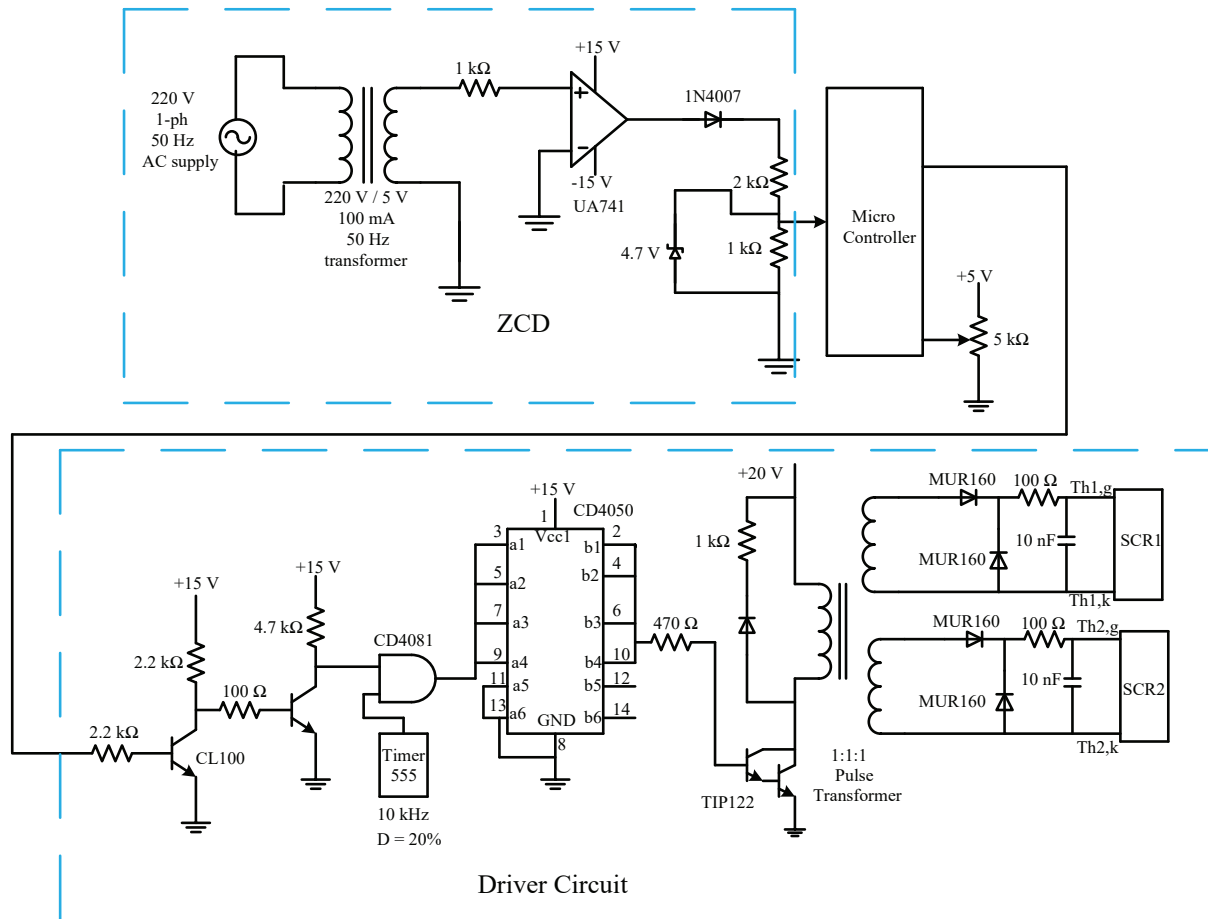 220 V
1-ph
50 Hz
AC supply
220 V / 5 V
100 mA
50 Hz
transformer
1 kΩ
+15 V
-15 V
UA741
1N4007
2 kΩ
1 kΩ
4.7 V
ZCD
Micro
Controller
+5 V
5 kΩ
2.2 kΩ
CL100
+15 V
2.2 kΩ
100 Ω
+15 V
4.7 kΩ
CD4081
Timer
555
10 kHz
D = 20%
+15 V
CD4050
1
Vcc1
3
a1
5
a2
7
a3
9
a4
11
a5
13
a6
2
b1
4
b2
6
b3
10
b4
12
b5
14
b6
GND
8
470 Ω
+20 V
1 kΩ
TIP122
1:1:1
Pulse
Transformer
MUR160
100 Ω
Th1,g
MUR160
10 nF
SCR1
Th1,k
MUR160
100 Ω
Th2,g
MUR160
10 nF
SCR2
Th2,k
Driver Circuit